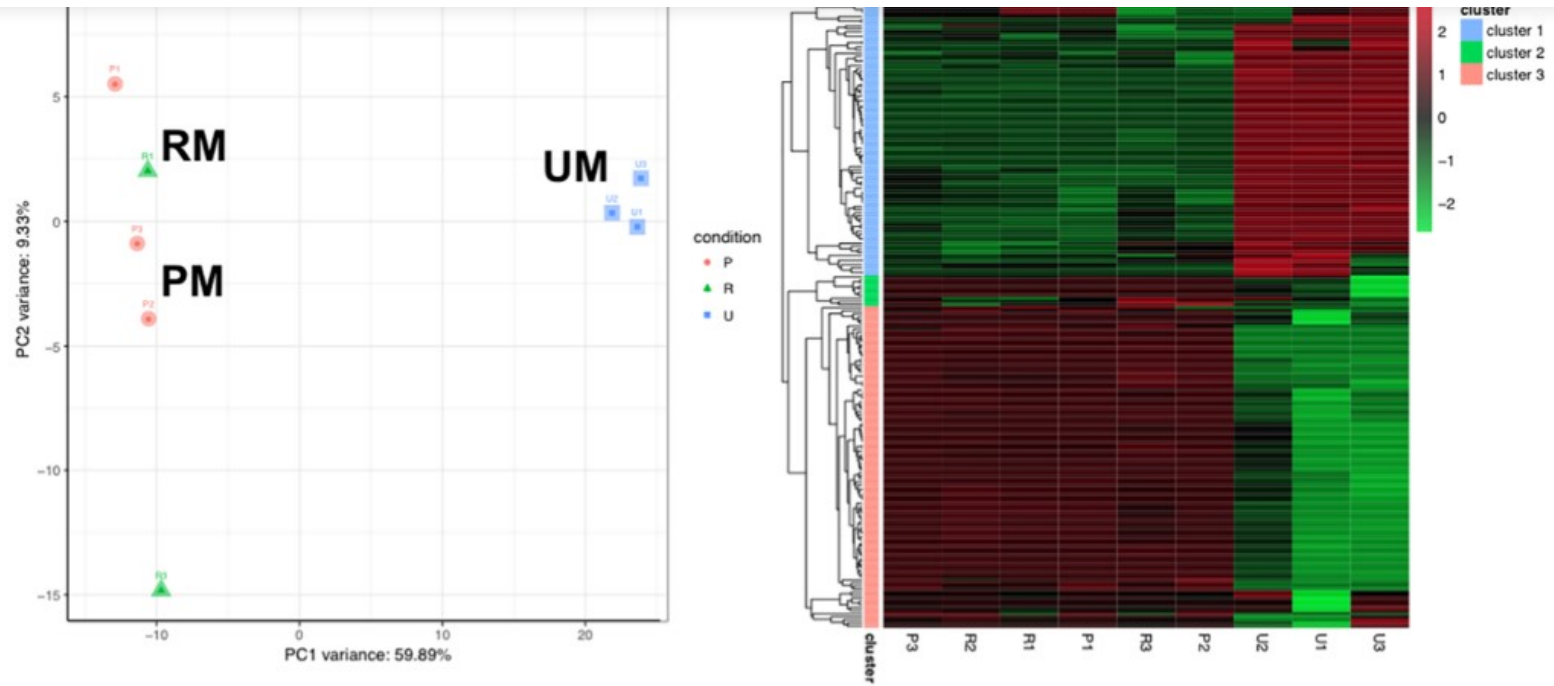 5
0
−5
−10
−15
PC2 variance: 9.33%
−10
0
10
20
PC1 variance: 59.89%
P1
R1
RM
P3
PM
P2
R3
UM
U3
U2
U1
condition
P
R
U
cluster
P3
R2
R1
P1
R3
P2
U2
U1
U3
2
1
0
−1
−2
cluster
cluster 1
cluster 2
cluster 3